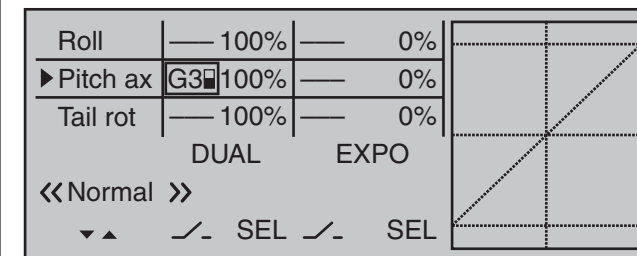 Roll ––– 100% ––– 0%
Pitch ax G3 100% ––– 0%
Tail rot ––– 100% ––– 0%
DUAL EXPO
«Normal »
SEL SEL